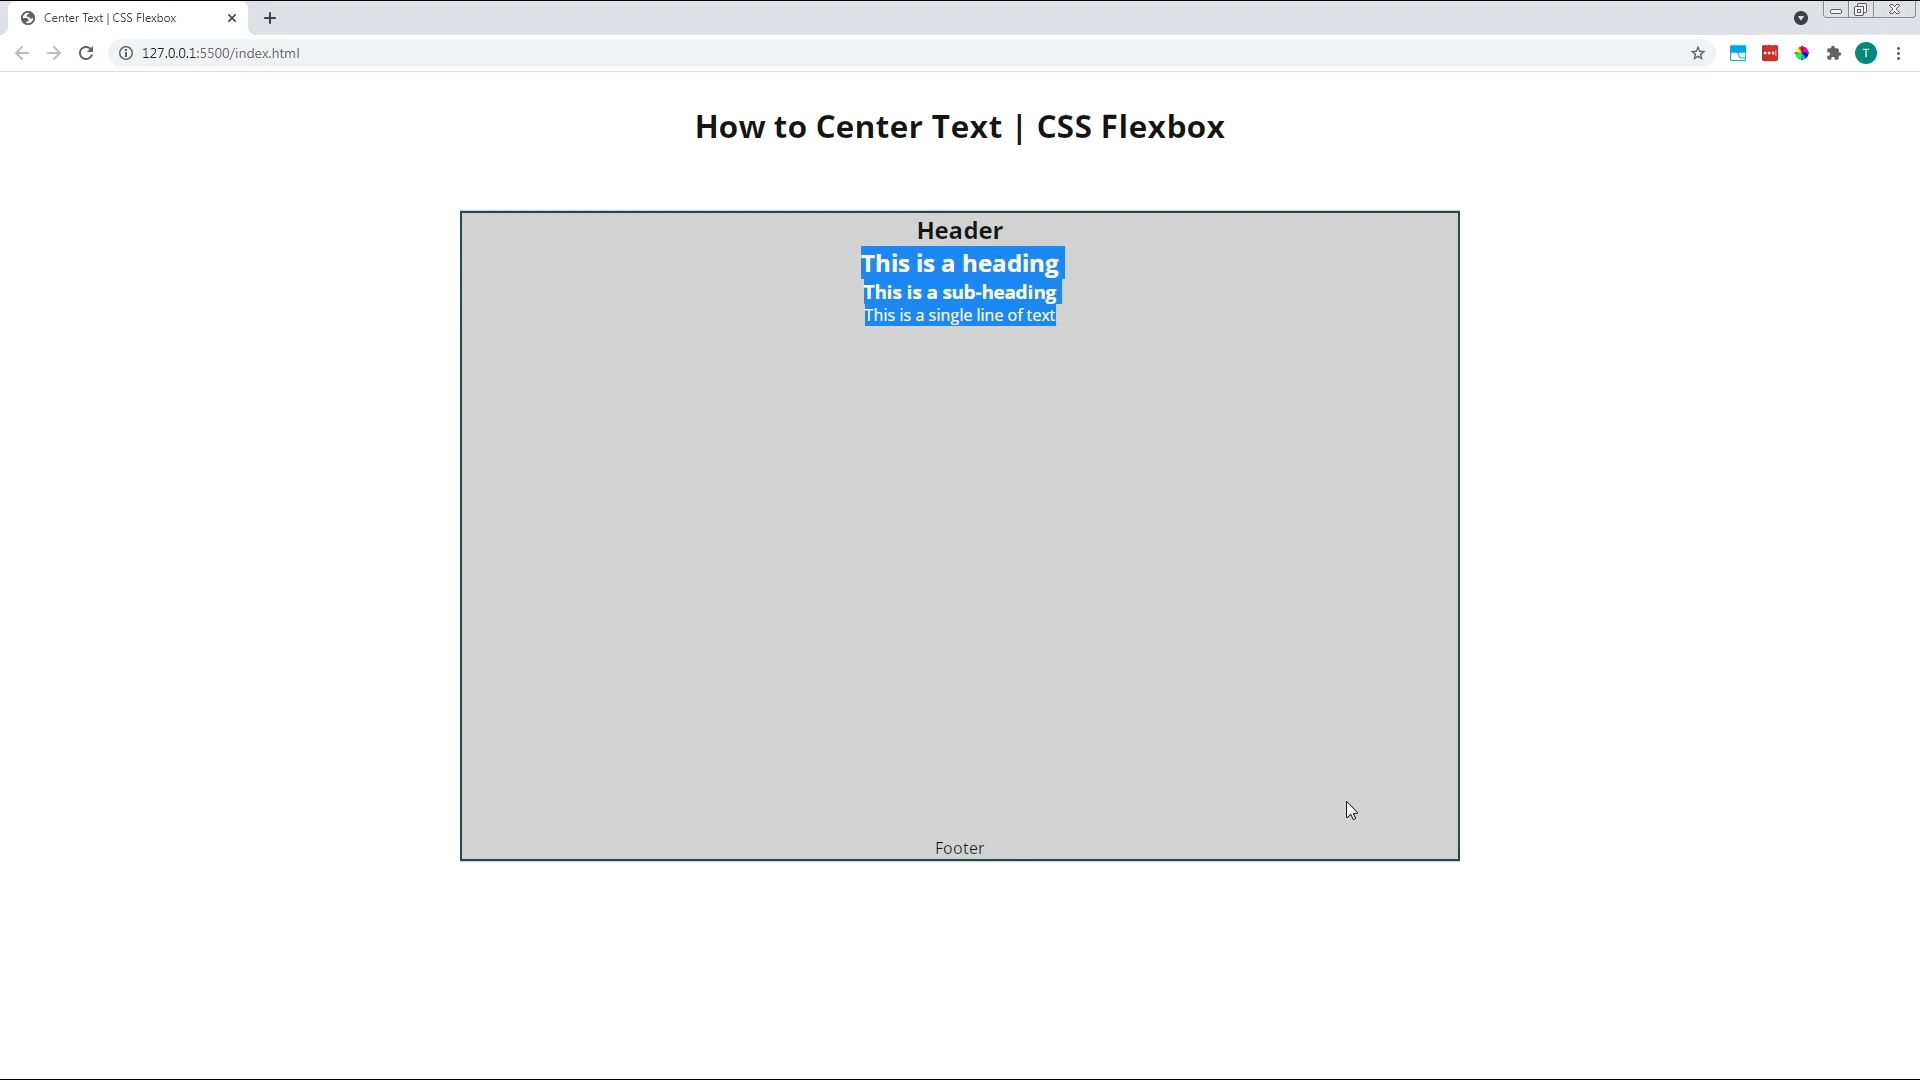 Center Text | CSS Flexbox
127.0.0.1:5500/index.html
T
How to Center Text | CSS Flexbox
Header
This is a heading
This is a sub-heading
This is a single line of text
Footer